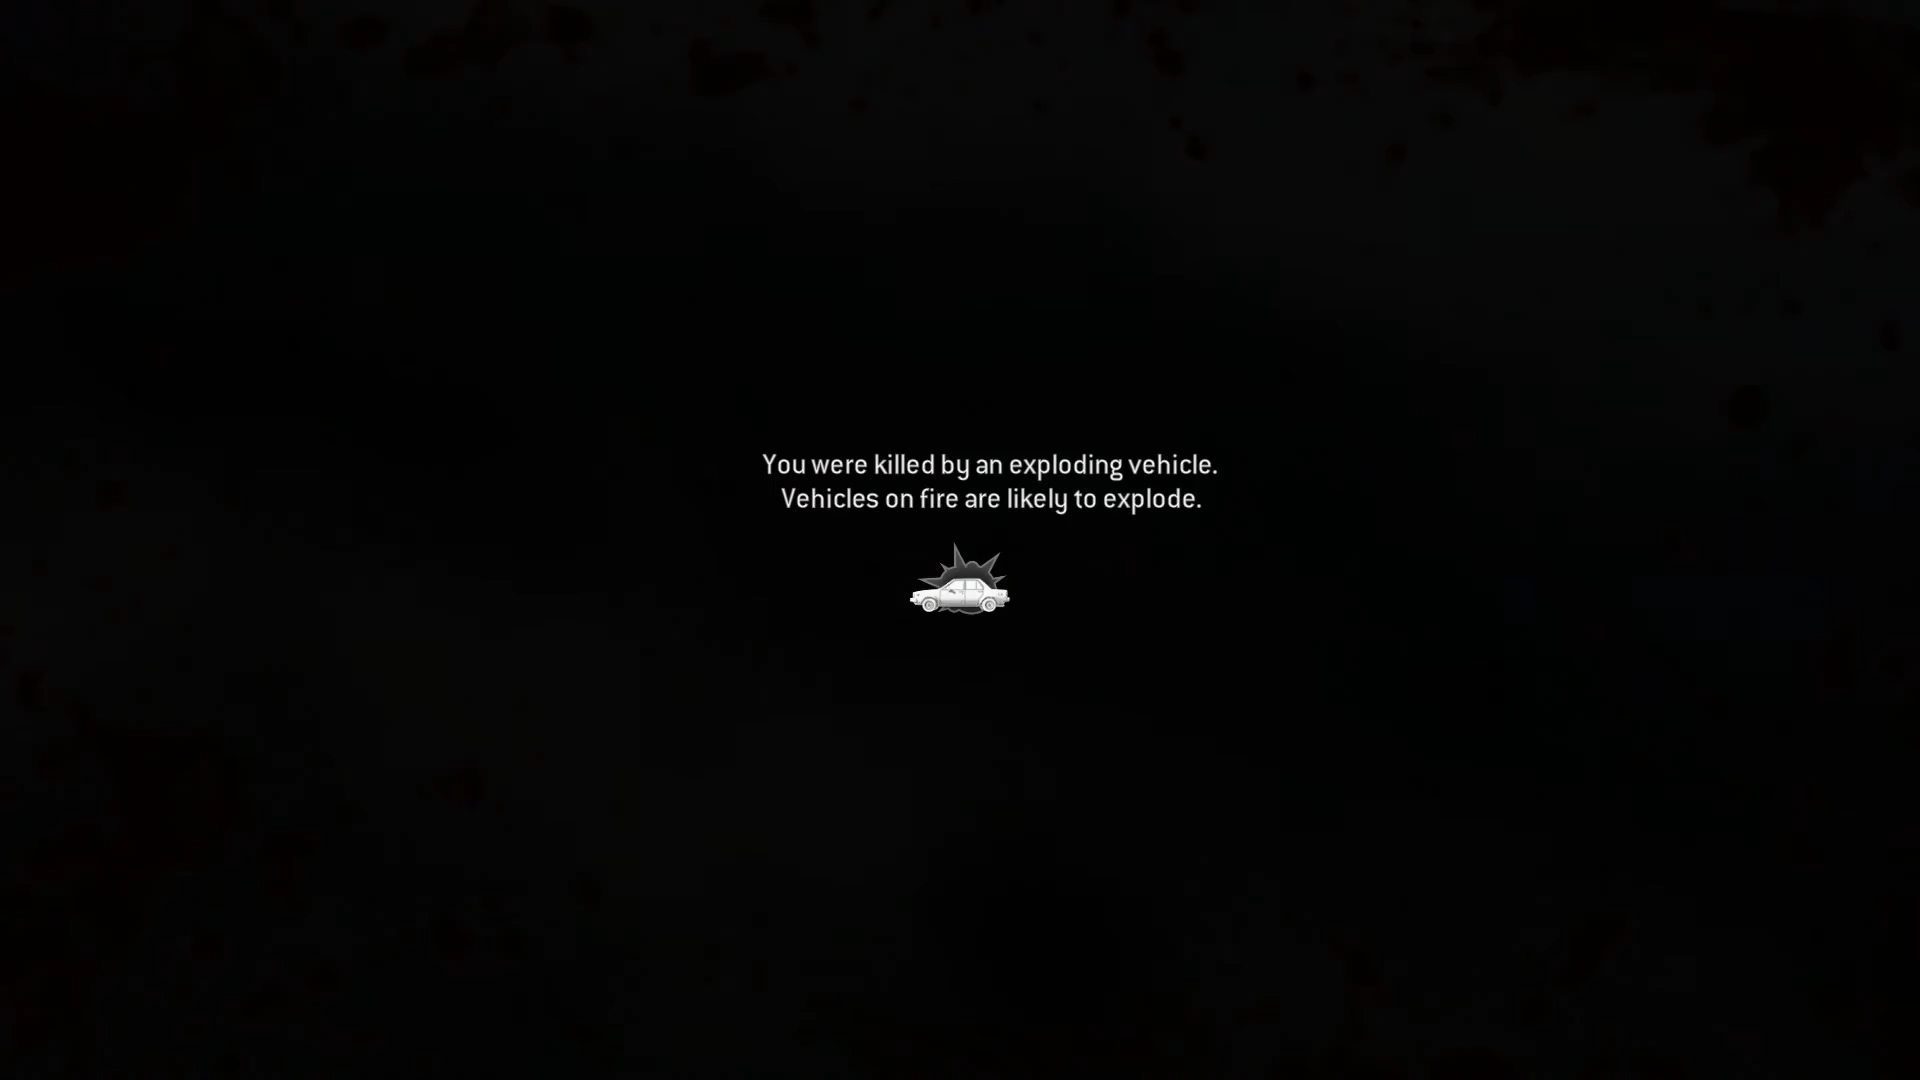 You were killed by an exploding vehicle.
Vehicles on fire are likely to explode.